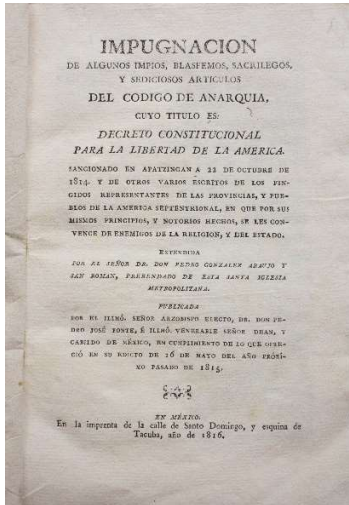 IMPUGNACION
DE ALGUNOS IMPIOS, BLASFEMOS, SACRILEGOS,
Y SEDICIOSOS ARTICULOS
DEL CODIGO DE ANARQUIA,
CUYO TITULO ES:
DECRETO CONSTITUCIONAL
PARA LA LIBERTAD DE LA AMERICA.
SANCIONADO EN APATZINGAN A 22 DE OCTUBRE DE
1814. Y DE OTROS VARIOS ESCRITOS DE LOS FIN-
GIDOS REPRESENTANTES DE LAS PROVINCIAS, Y PUE-
BLOS DE LA AMERICA SEPTENTRIONAL, EN QUE POR SUS
MISMOS PRINCIPIOS, Y NOTORIOS HECHOS, SE LES CON-
VENCE DE ENEMIGOS DE LA RELIGION, Y DEL ESTADO.
EXTENDIDA
POR EL SEÑOR DR. DON PEDRO GONZALEZ ARAUJO Y
SAN ROMAN, PREBENDADO DE ESTA SANTA IGLESIA
METROPOLITANA.
PUBLICADA
POR EL ILLMÓ. SEÑOR ARZOBISPO ELECTO, DR. DON PE-
DRO JOSÉ FONTE, É ILLMÓ. VENERABLE SEÑOR DEAN, Y
CABILDO DE MÉXICO, EN CUMPLIMIENTO DE LO QUE OFRE-
CIÓ EN SU EDICTO DE 26 DE MAYO DEL AÑO PRÓXI-
MO PASADO DE 1815.
EN MÉXICO:
En la imprenta de la calle de Santo Domingo, y esquina de
Tacuba, año de 1816.